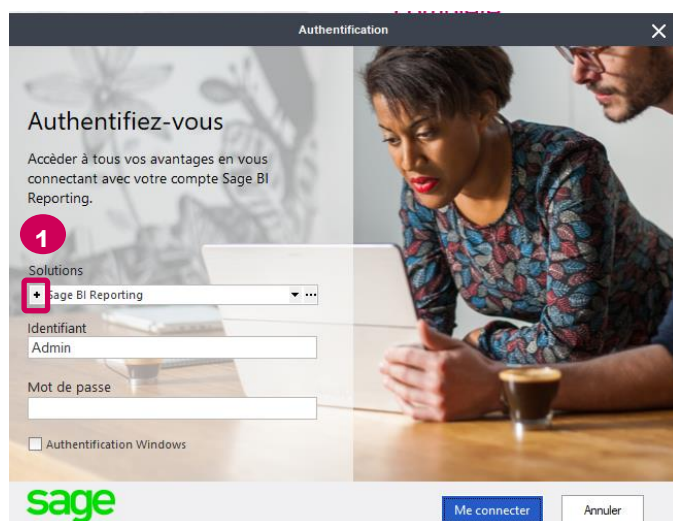 Authentification
Authentifiez-vous
Accèder à tous vos avantages en vous
connectant avec votre compte Sage BI
Reporting.
1
Solutions
+ Sage BI Reporting
Identifiant
Admin
Mot de passe
Authentification Windows
sage
Me connecter
Annuler